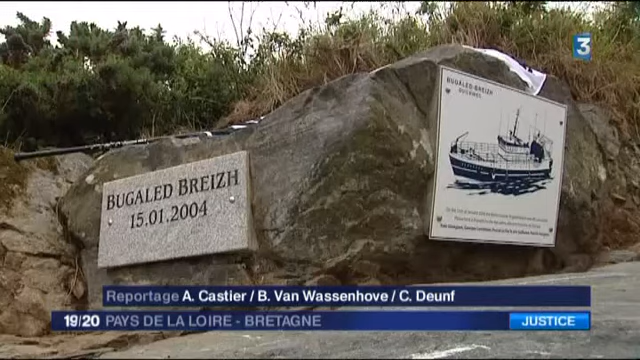 3
BUGALED BREIZH
15.01.2004
BUGALED-BREIZH
Reportage A. Castier / B. Van Wassenhove / C. Deunf
19/20 PAYS DE LA LOIRE - BRETAGNE
JUSTICE